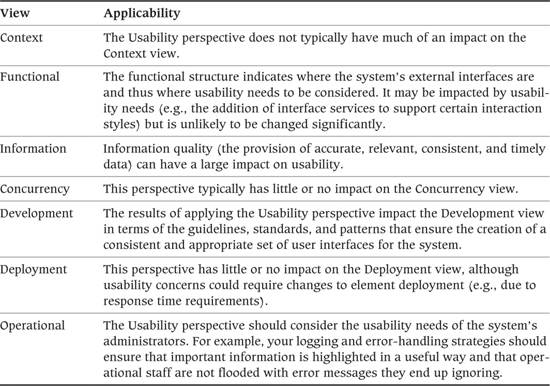 View Applicability
Context The Usability perspective does not typically have much of an impact on the
Context view.
Functional The functional structure indicates where the system's external interfaces are
and thus where usability needs to be considered. It may be impacted by usabil-
ity needs (e.g., the addition of interface services to support certain interaction
styles) but is unlikely to be changed significantly.
Information Information quality (the provision of accurate, relevant, consistent, and timely
data) can have a large impact on usability.
Concurrency This perspective typically has little or no impact on the Concurrency view.
Development The results of applying the Usability perspective impact the Development view
in terms of the guidelines, standards, and patterns that ensure the creation of a
consistent and appropriate set of user interfaces for the system.
Deployment This perspective has little or no impact on the Deployment view, although
usability concerns could require changes to element deployment (e.g., due to
response time requirements).
Operational The Usability perspective should consider the usability needs of the system's
administrators. For example, your logging and error-handling strategies should
ensure that important information is highlighted in a useful way and that oper-
ational staff are not flooded with error messages they end up ignoring.